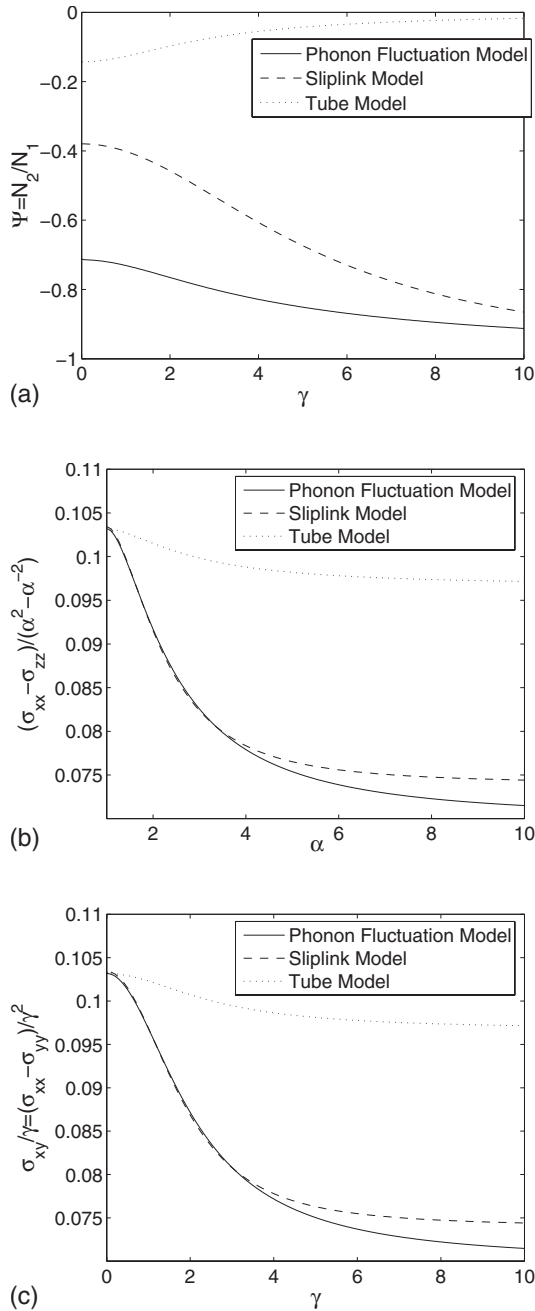 0
−0.2
−0.4
−0.6
−0.8
−1
Ψ=N₂/N₁
Phonon Fluctuation Model
Sliplink Model
Tube Model
0 2 4 6 8 10
γ
(a)
0.11
0.105
0.1
0.095
0.09
0.085
0.08
0.075
(σxx−σzz)/(α²−α⁻²)
Phonon Fluctuation Model
Sliplink Model
Tube Model
2 4 6 8 10
α
(b)
0.11
0.105
0.1
0.095
0.09
0.085
0.08
0.075
σxy/γ=(σxx−σyy)/γ²
Phonon Fluctuation Model
Sliplink Model
Tube Model
0 2 4 6 8 10
γ
(c)